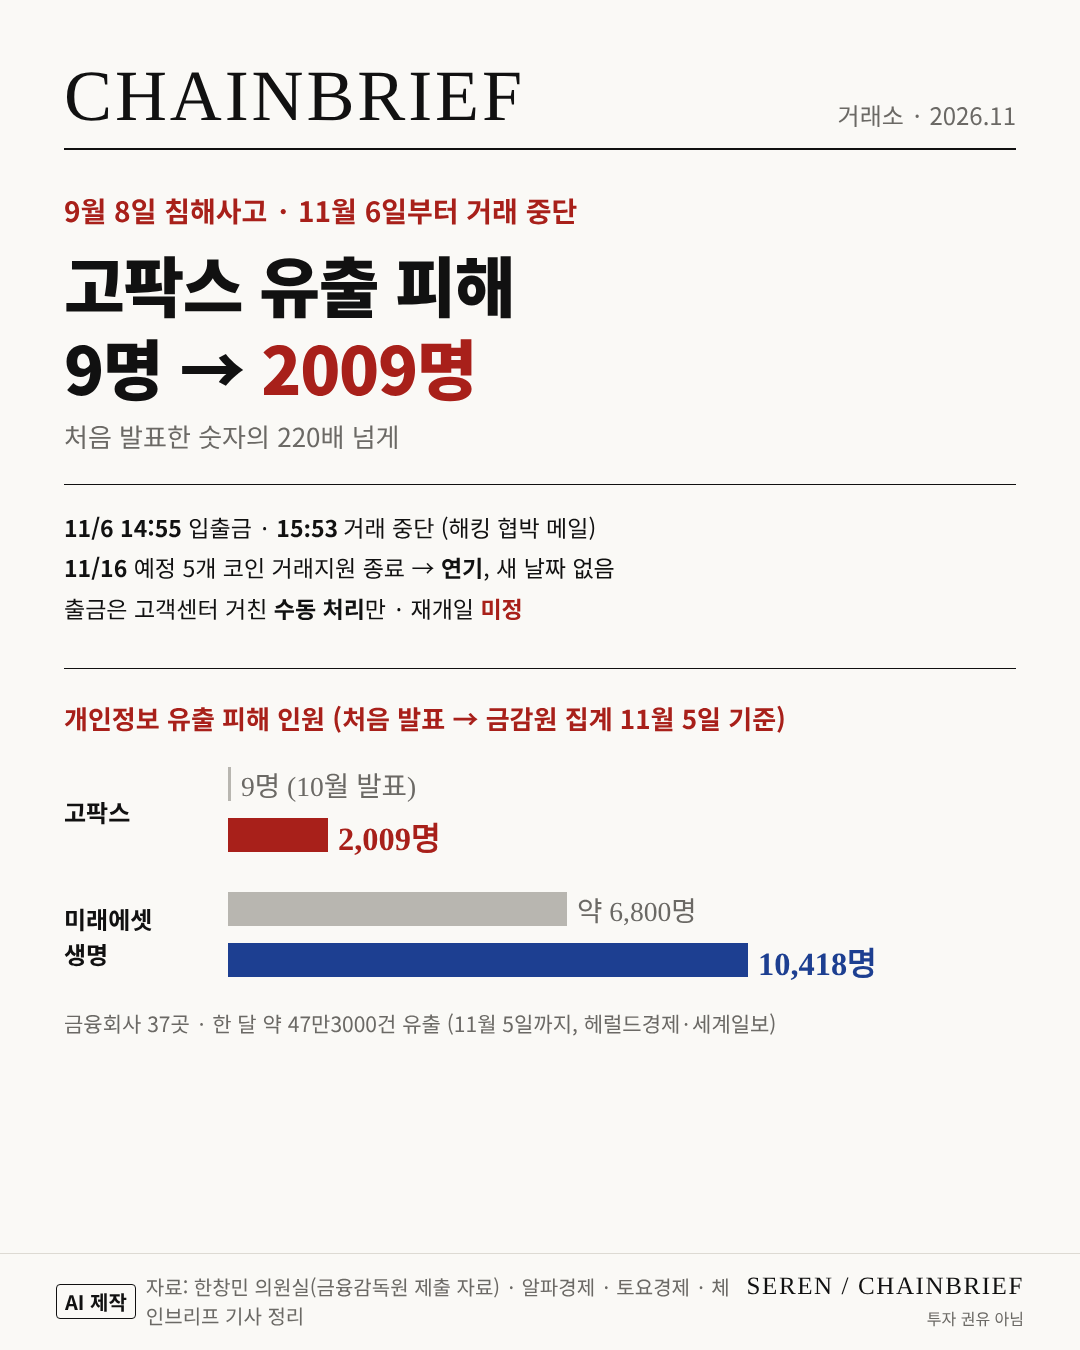 CHAINBRIEF
거래소 · 2026.11
9월 8일 침해사고 · 11월 6일부터 거래 중단
고팍스 유출 피해
9명 → 2009명
처음 발표한 숫자의 220배 넘게
11/6 14:55 입출금 · 15:53 거래 중단 (해킹 협박 메일)
11/16 예정 5개 코인 거래지원 종료 → 연기, 새 날짜 없음
출금은 고객센터 거친 수동 처리만 · 재개일 미정
개인정보 유출 피해 인원 (처음 발표 → 금감원 집계 11월 5일 기준)
고팍스
9명 (10월 발표)
2,009명
미래에셋
생명
약 6,800명
10,418명
금융회사 37곳 · 한 달 약 47만3000건 유출 (11월 5일까지, 헤럴드경제·세계일보)
AI 제작
자료: 한창민 의원실(금융감독원 제출 자료) · 알파경제 · 토요경제 · 체
인브리프 기사 정리
SEREN / CHAINBRIEF
투자 권유 아님